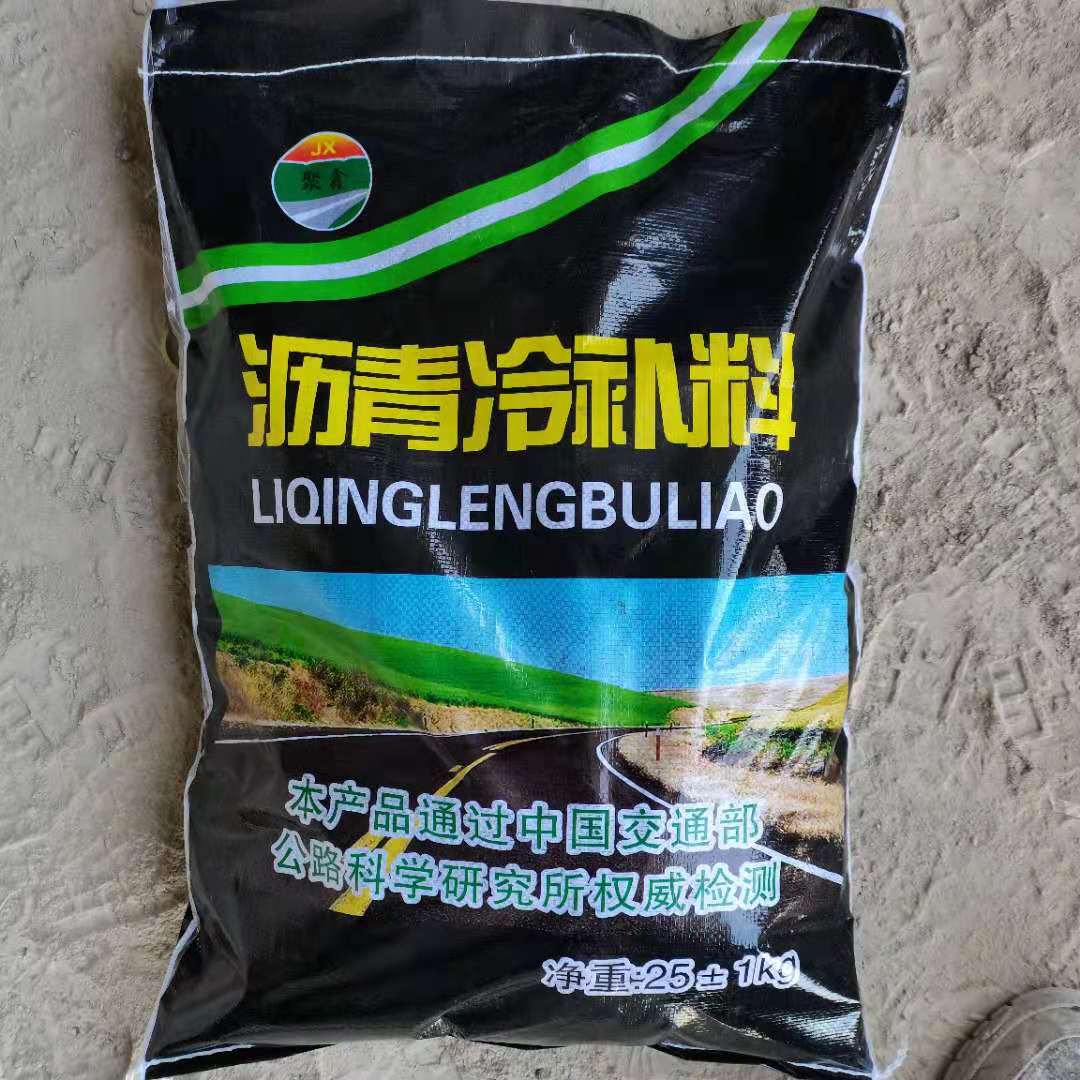 JX
聚鑫
沥青冷补料
LIQINGLENGBULIAO
本产品通过中国交通部
公路科学研究所权威检测
净重:25±1kg